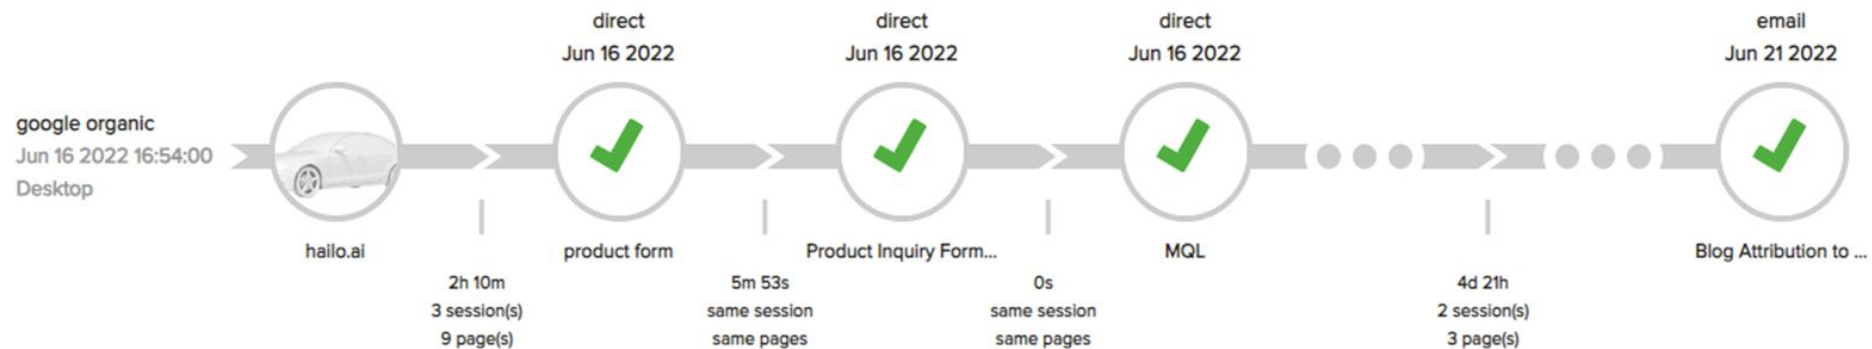 google organic
Jun 16 2022 16:54:00
Desktop
hailo.ai
2h 10m
3 session(s)
9 page(s)
direct
Jun 16 2022
product form
5m 53s
same session
same pages
direct
Jun 16 2022
Product Inquiry Form...
0s
same session
same pages
direct
Jun 16 2022
MQL
4d 21h
2 session(s)
3 page(s)
email
Jun 21 2022
Blog Attribution to ...